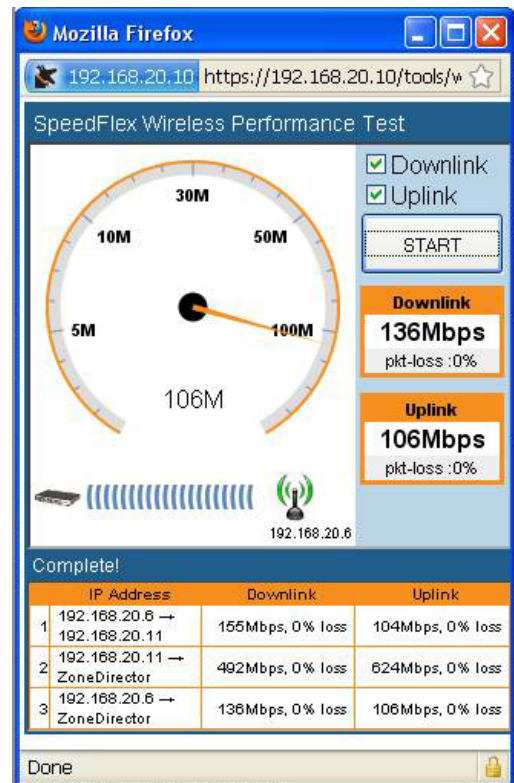 Mozilla Firefox
192.168.20.10 https://192.168.20.10/tools/w
SpeedFlex Wireless Performance Test
Downlink
Uplink
START
5M
10M
30M
50M
100M
106M
Downlink
136Mbps
pkt-loss :0%
Uplink
106Mbps
pkt-loss :0%
192.168.20.6
Complete!
IP Address Downlink Uplink
1 192.168.20.6 → 192.168.20.11 155Mbps, 0% loss 104Mbps, 0% loss
2 192.168.20.11 → ZoneDirector 492Mbps, 0% loss 624Mbps, 0% loss
3 192.168.20.6 → ZoneDirector 136Mbps, 0% loss 106Mbps, 0% loss
Done